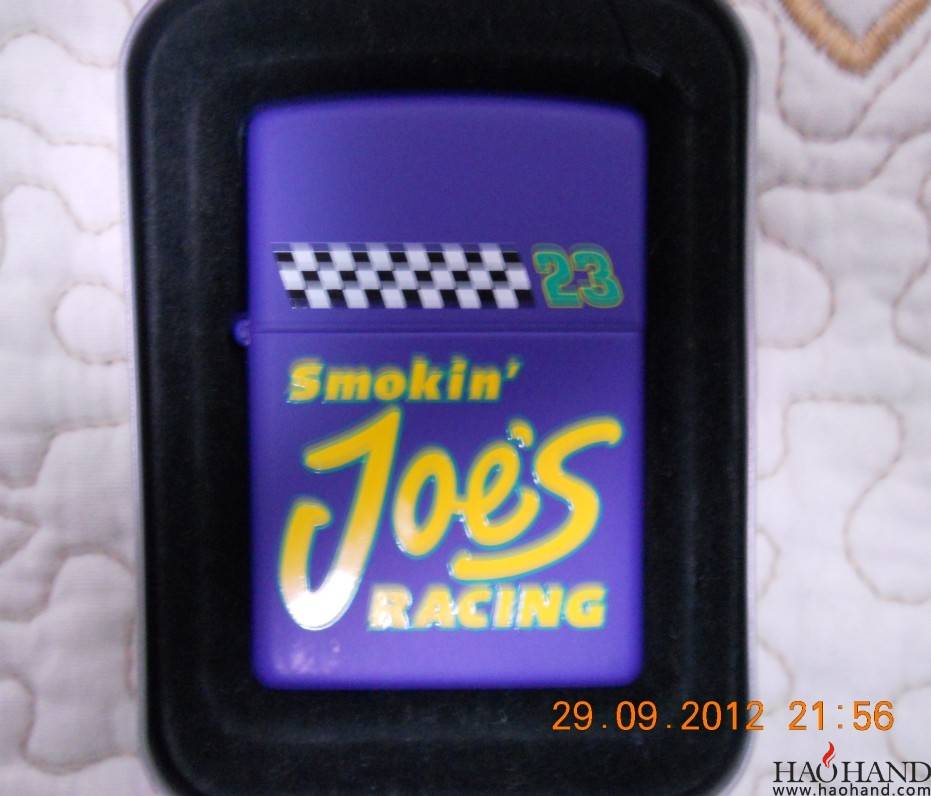 23
Smokin'
Joe's
RACING
29.09.2012 21:56
HAOHAND
www.haohand.com